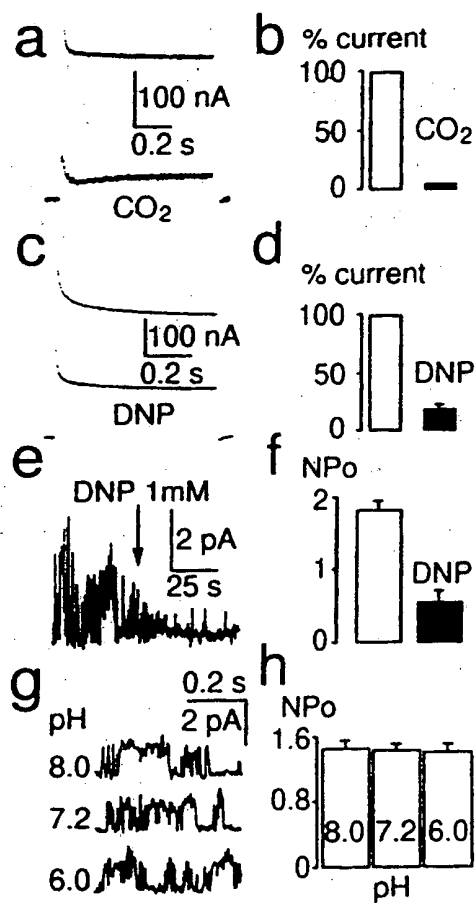 a
100 nA
0.2 s
CO₂
b
% current
100
50
0
CO₂
c
100 nA
0.2 s
DNP
d
% current
100
50
0
DNP
e
DNP 1mM
2 pA
25 s
f
NPo
2
1
0
DNP
g
0.2 s
2 pA
pH
8.0
7.2
6.0
h
NPo
1.6
0.8
0
8.0 7.2 6.0
pH